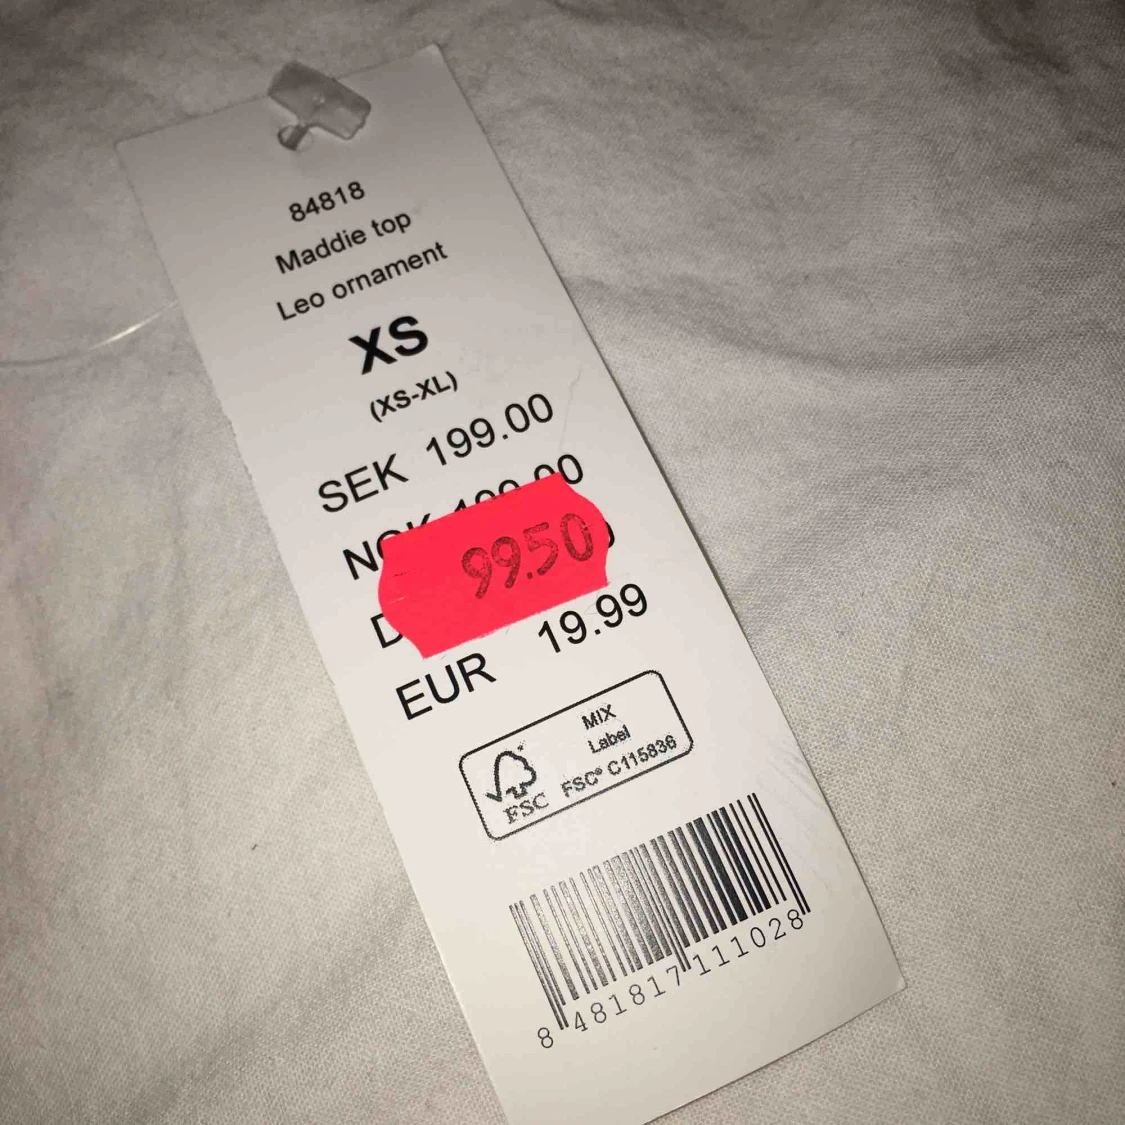 84818
Maddie top
Leo ornament
XS
(XS-XL)
SEK 199.00
99.50
EUR 19.99
MIX
Label
FSC® C115836
FSC
8 481817 111028